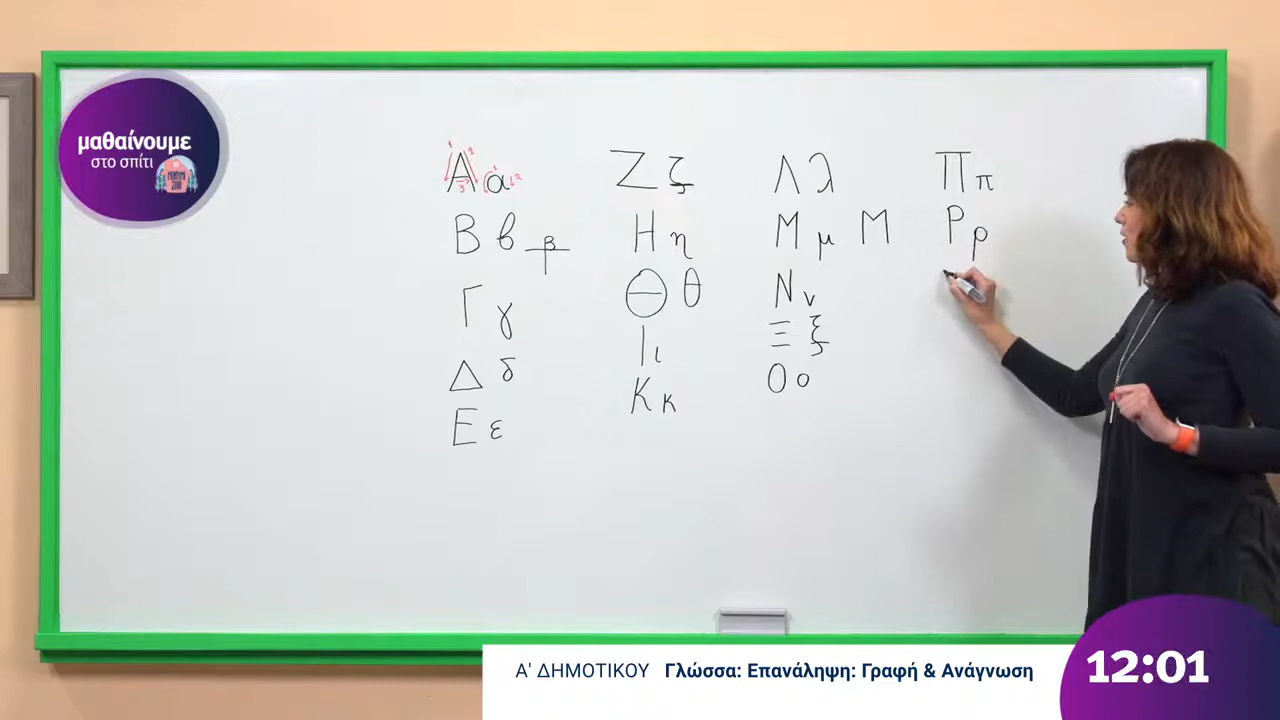 μαθαίνουμε
στο σπίτι
Α α
Β β β
Γ γ
Δ δ
Ε ε
Ζ ζ
Η η
Θ θ
Ι ι
Κ κ
Λ λ
Μ μ Μ
Ν ν
Ξ ξ
Ο ο
Π π
Ρ ρ
Α' ΔΗΜΟΤΙΚΟΥ Γλώσσα: Επανάληψη: Γραφή & Ανάγνωση
12:01